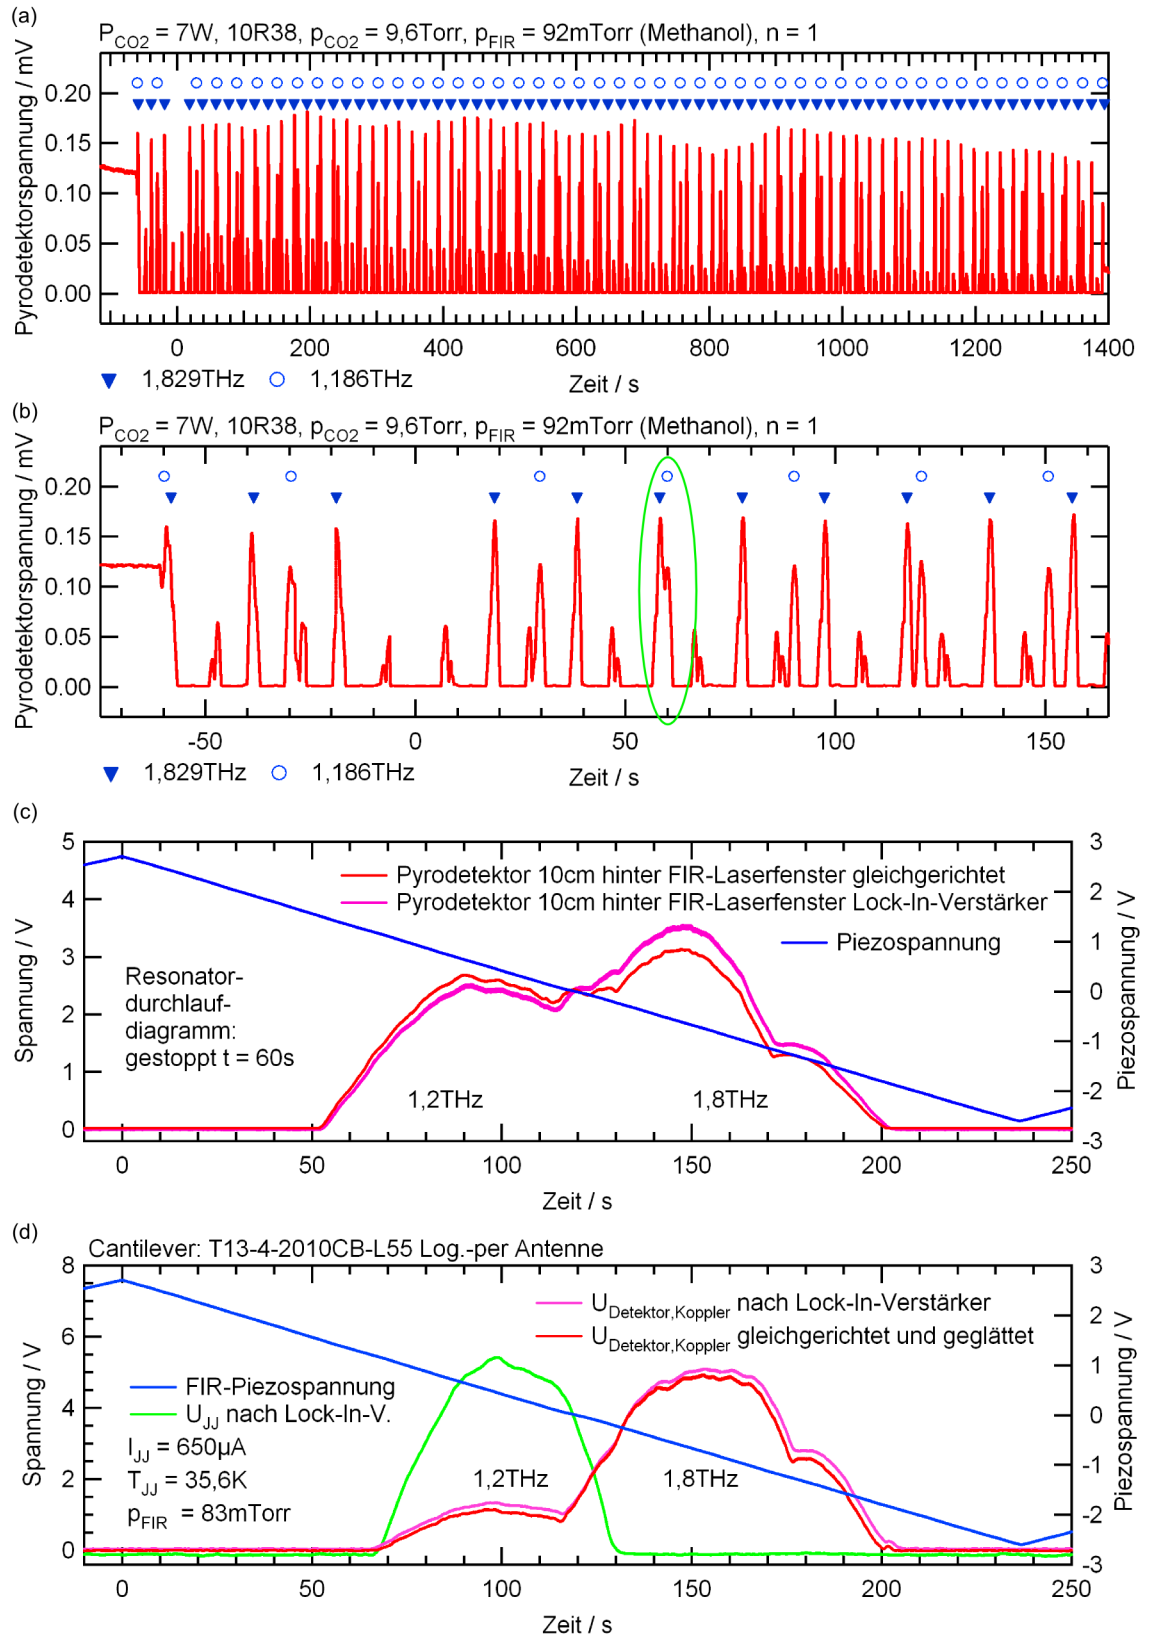 (a)
P_CO2 = 7W, 10R38, p_CO2 = 9,6Torr, p_FIR = 92mTorr (Methanol), n = 1
Pyrodetektorspannung / mV
0.20
0.15
0.10
0.05
0.00
0 200 400 600 800 1000 1200 1400
Zeit / s
▼ 1,829THz ○ 1,186THz
(b)
P_CO2 = 7W, 10R38, p_CO2 = 9,6Torr, p_FIR = 92mTorr (Methanol), n = 1
Pyrodetektorspannung / mV
0.20
0.15
0.10
0.05
0.00
-50 0 50 100 150
Zeit / s
▼ 1,829THz ○ 1,186THz
(c)
Spannung / V
5
4
3
2
1
0
Pyrodetektor 10cm hinter FIR-Laserfenster gleichgerichtet
Pyrodetektor 10cm hinter FIR-Laserfenster Lock-In-Verstärker
Piezospannung
Resonator-
durchlauf-
diagramm:
gestoppt t = 60s
1,2THz
1,8THz
3
2
1
0
-1
-2
-3
Piezospannung / V
0 50 100 150 200 250
Zeit / s
(d)
Cantilever: T13-4-2010CB-L55 Log.-per Antenne
Spannung / V
8
6
4
2
0
U_Detektor,Koppler nach Lock-In-Verstärker
U_Detektor,Koppler gleichgerichtet und geglättet
FIR-Piezospannung
U_JJ nach Lock-In-V.
I_JJ = 650µA
T_JJ = 35,6K
p_FIR = 83mTorr
1,2THz
1,8THz
3
2
1
0
-1
-2
-3
Piezospannung / V
0 50 100 150 200 250
Zeit / s